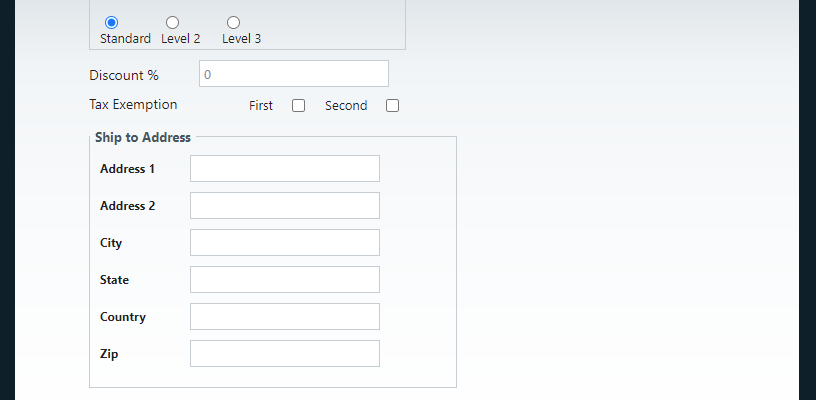 Standard Level 2 Level 3
Discount % 0
Tax Exemption First Second
Ship to Address
Address 1
Address 2
City
State
Country
Zip